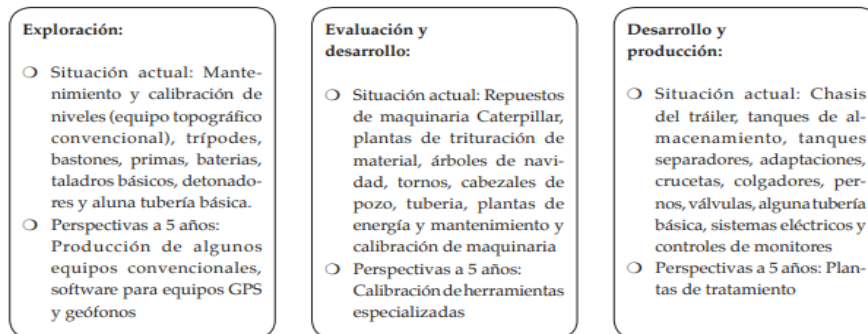 Exploración:
❍ Situación actual: Mante-
nimiento y calibración de
niveles (equipo topográfico
convencional), trípodes,
bastones, primas, baterias,
taladros básicos, detonado-
res y aluna tubería básica.
❍ Perspectivas a 5 años:
Producción de algunos
equipos convencionales,
software para equipos GPS
y geófonos
Evaluación y
desarrollo:
❍ Situación actual: Repuestos
de maquinaria Caterpillar,
plantas de trituración de
material, árboles de navi-
dad, tornos, cabezales de
pozo, tuberia, plantas de
energía y mantenimiento y
calibración de maquinaria
❍ Perspectivas a 5 años:
Calibración de herramientas
especializadas
Desarrollo y
producción:
❍ Situación actual: Chasis
del tráiler, tanques de al-
macenamiento, tanques
separadores, adaptaciones,
crucetas, colgadores, per-
nos, válvulas, alguna tubería
básica, sistemas eléctricos y
controles de monitores
❍ Perspectivas a 5 años: Plan-
tas de tratamiento